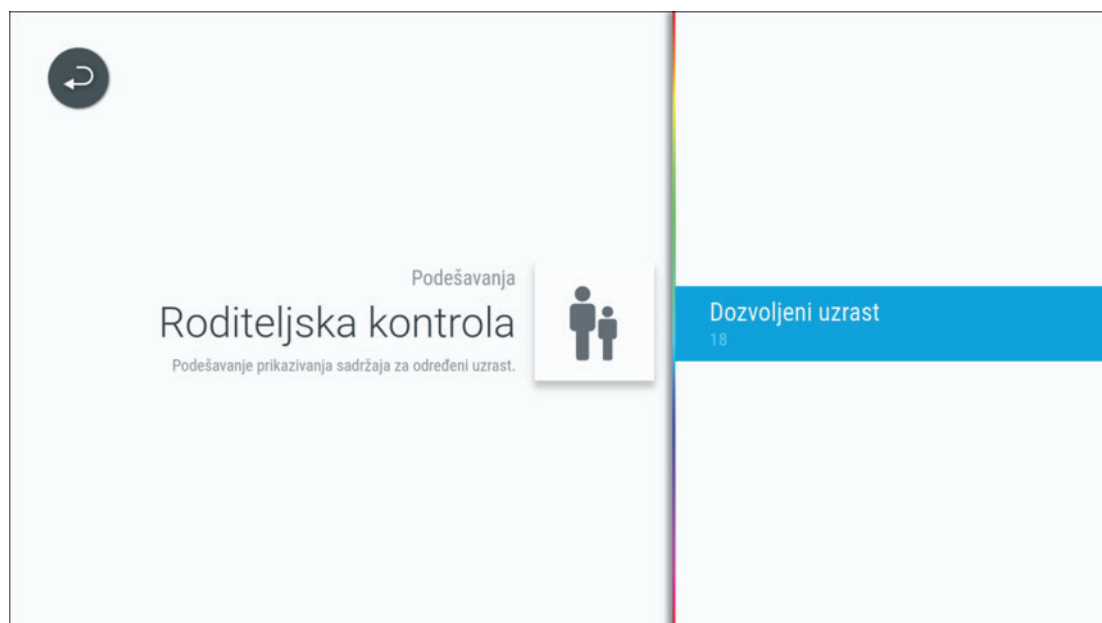 Podešavanja
Roditeljska kontrola
Podešavanje prikazivanja sadržaja za određeni uzrast.
Dozvoljeni uzrast
18